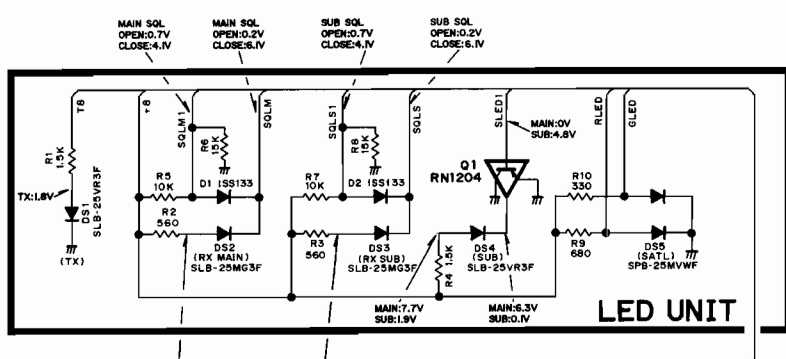 MAIN SQL
OPEN:0.7V
CLOSE:4.1V
MAIN SQL
OPEN:0.2V
CLOSE:6.1V
SUB SQL
OPEN:0.7V
CLOSE:4.1V
SUB SQL
OPEN:0.2V
CLOSE:6.1V
T8
+8
SQLM1
SQLM
SQLS1
SQLS
SLED1
RLED
GLED
MAIN:0V
SUB:4.8V
R1
1.5K
R6
15K
R8
15K
Q1
RN1204
R5
10K
D1 1SS133
R7
10K
D2 1SS133
R10
330
TX:1.8V
DS1
SLB-25VR3F
(TX)
R2
560
DS2
(RX MAIN)
SLB-25MG3F
R3
560
DS3
(RX SUB)
SLB-25MG3F
R4 1.5K
DS4
(SUB)
SLB-25VR3F
R9
680
DS5
(SATL)
SPB-25MVWF
MAIN:7.7V
SUB:1.9V
MAIN:6.3V
SUB:0.1V
LED UNIT